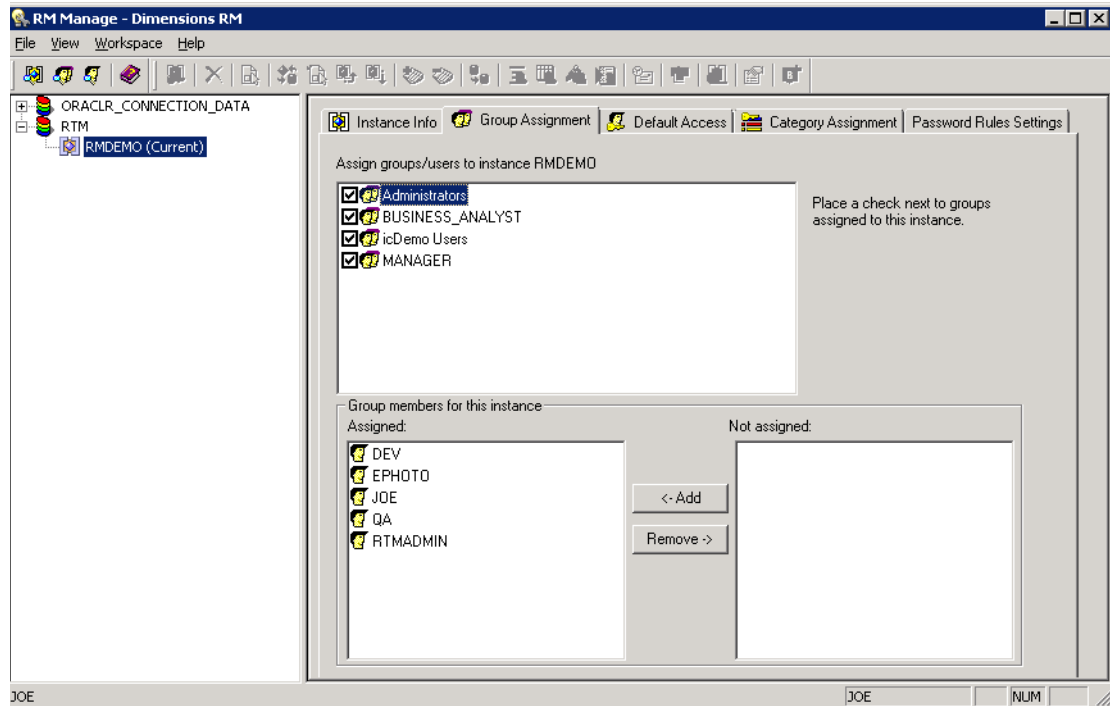 RM Manage - Dimensions RM
File View Workspace Help
ORACLR_CONNECTION_DATA
RTM
RMDEMO (Current)
Instance Info Group Assignment Default Access Category Assignment Password Rules Settings
Assign groups/users to instance RMDEMO
Administrators
BUSINESS_ANALYST
icDemo Users
MANAGER
Place a check next to groups
assigned to this instance.
Group members for this instance
Assigned:
Not assigned:
DEV
EPHOTO
JOE
QA
RTMADMIN
<- Add
Remove ->
JOE JOE NUM